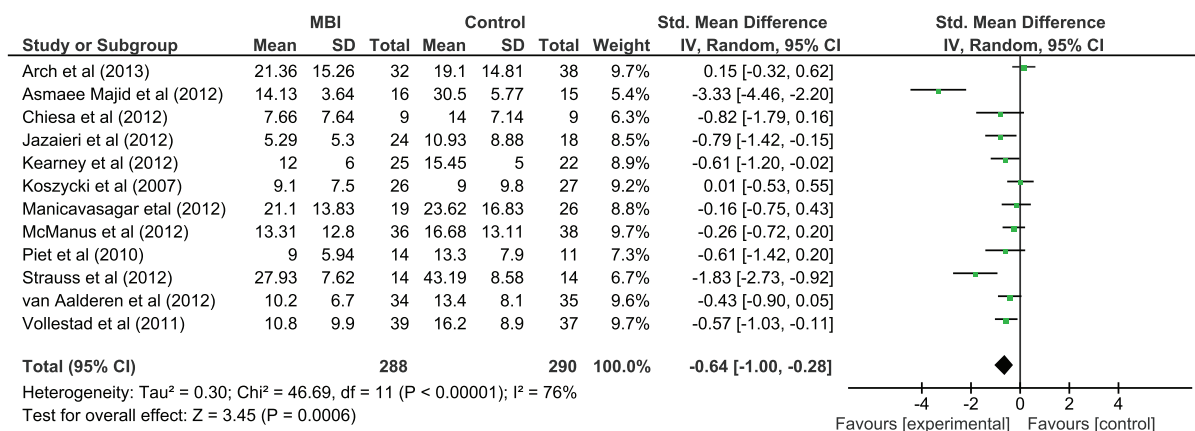 MBI Control Std. Mean Difference Std. Mean Difference
Study or Subgroup Mean SD Total Mean SD Total Weight IV, Random, 95% CI IV, Random, 95% CI
Arch et al (2013) 21.36 15.26 32 19.1 14.81 38 9.7% 0.15 [-0.32, 0.62]
Asmaee Majid et al (2012) 14.13 3.64 16 30.5 5.77 15 5.4% -3.33 [-4.46, -2.20]
Chiesa et al (2012) 7.66 7.64 9 14 7.14 9 6.3% -0.82 [-1.79, 0.16]
Jazaieri et al (2012) 5.29 5.3 24 10.93 8.88 18 8.4% -0.79 [-1.42, -0.15]
Kearney et al (2012) 12 6 25 15.45 5 22 8.9% -0.61 [-1.20, -0.02]
Koszycki et al (2007) 9.1 7.5 26 9 9.8 27 9.2% 0.01 [-0.53, 0.55]
Manicavasagar etal (2012) 21.1 13.83 19 23.62 16.83 26 8.8% -0.16 [-0.75, 0.43]
McManus et al (2012) 13.31 12.8 36 16.68 13.11 38 9.7% -0.26 [-0.72, 0.20]
Piet et al (2010) 9 5.94 14 13.3 7.9 11 7.3% -0.61 [-1.42, 0.20]
Strauss et al (2012) 27.93 7.62 14 43.19 8.58 14 6.7% -1.83 [-2.73, -0.92]
van Aalderen et al (2012) 10.2 6.7 34 13.4 8.1 35 9.6% -0.43 [-0.90, 0.05]
Vollestad et al (2011) 10.8 9.9 39 16.2 8.9 37 9.7% -0.57 [-1.03, -0.11]
Total (95% CI) 288 290 100.0% -0.64 [-1.00, -0.28]
Heterogeneity: Tau² = 0.30; Chi² = 46.69, df = 11 (P < 0.00001); I² = 76%
Test for overall effect: Z = 3.45 (P = 0.0006)
-4 -2 0 2 4
Favours [experimental] Favours [control]